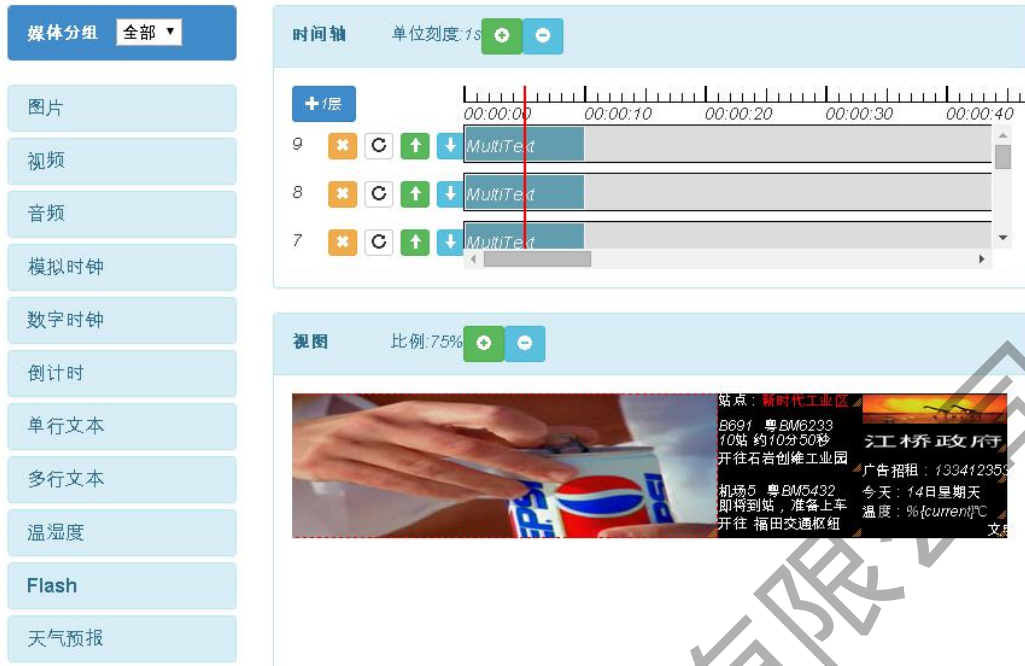 媒体分组 全部
图片
视频
音频
模拟时钟
数字时钟
倒计时
单行文本
多行文本
温湿度
Flash
天气预报
时间轴 单位刻度:1s
1层
00:00:00 00:00:10 00:00:20 00:00:30 00:00:40
9 MultiText
8 MultiText
7 MultiText
视图 比例:75%
PEPSI
站点：新时代工业区
B691 粤BM6233
10站 约10分50秒
开往石岩创维工业园
机场5 粤BM5432
即将到站，准备上车
开往 福田交通枢纽
江桥政府
广告招租：133412353
今天：14日星期天
温度：%{current}℃
有限公司